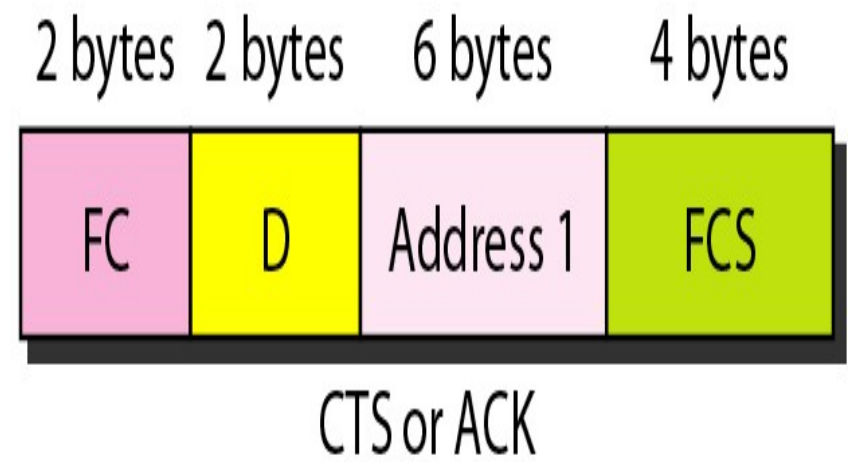 2 bytes 2 bytes 6 bytes 4 bytes
FC D Address 1 FCS
CTS or ACK